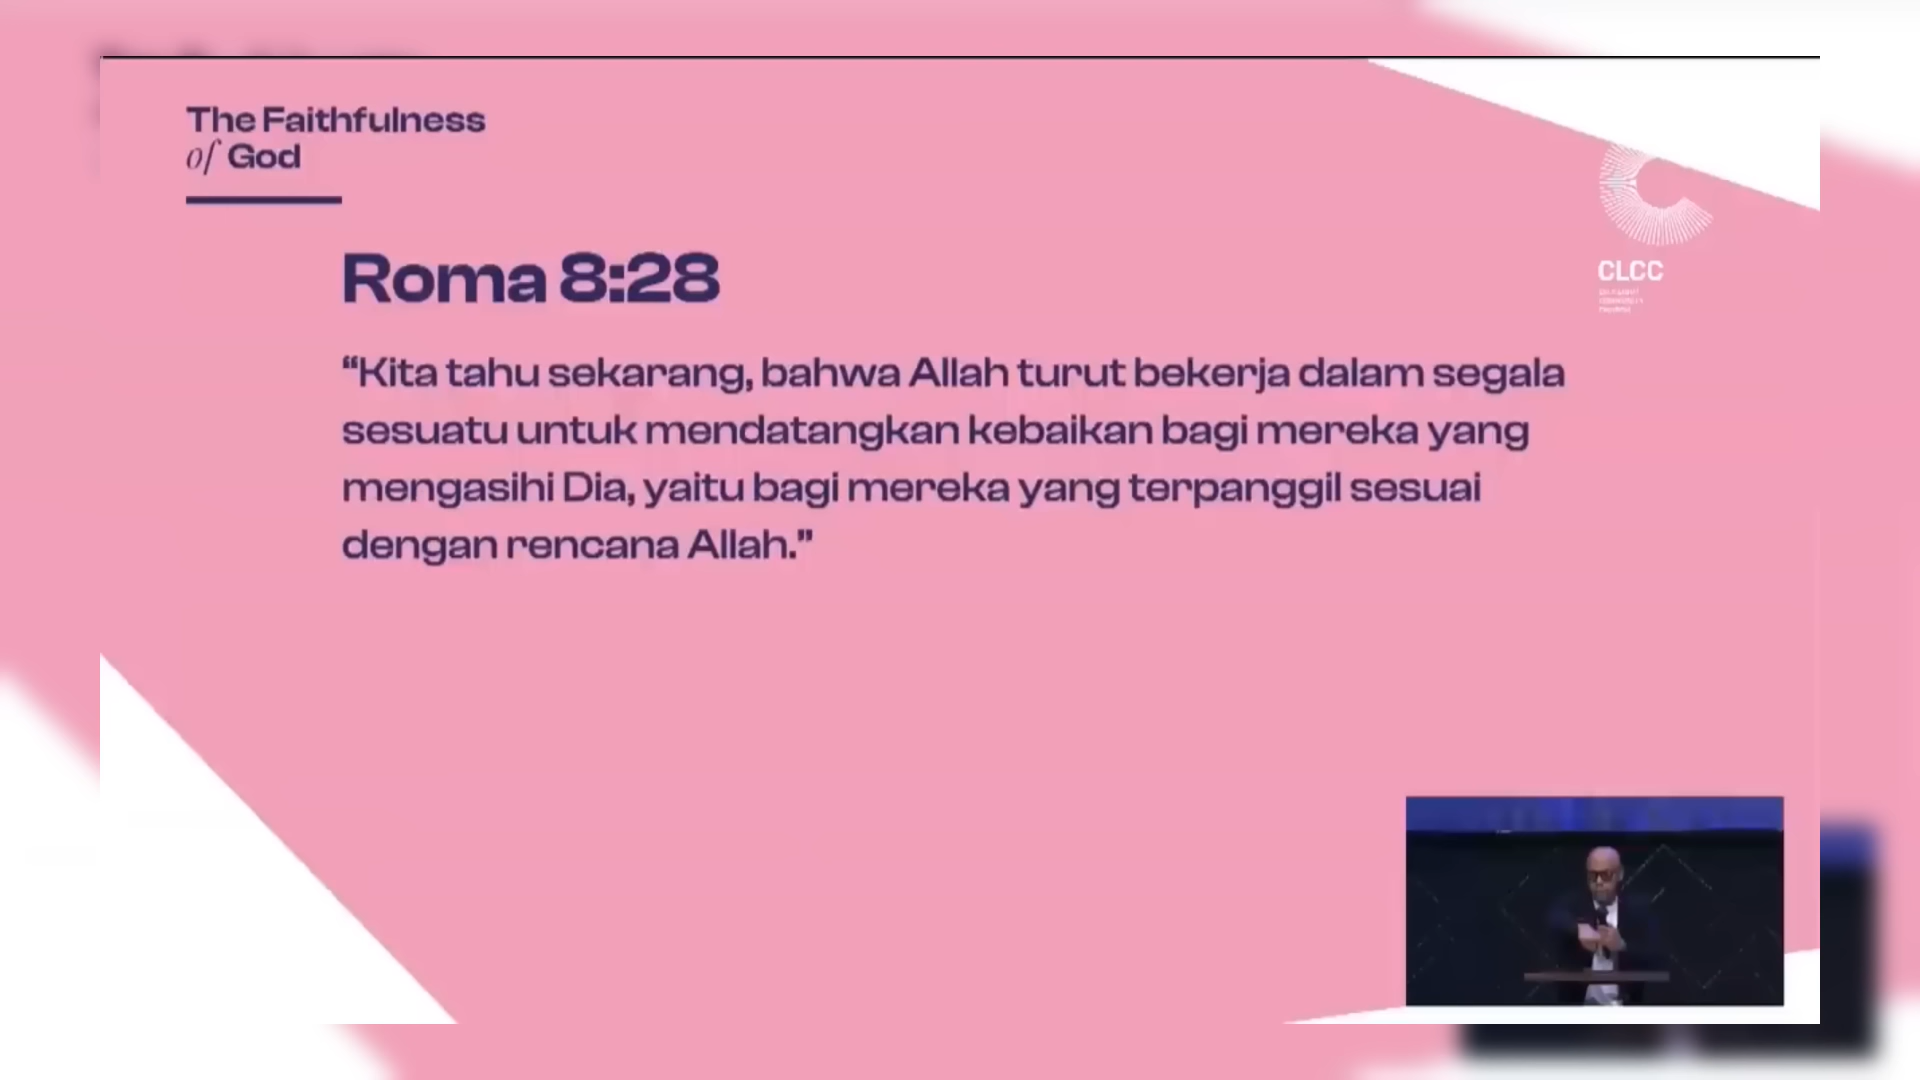 The Faithfulness
of God
Roma 8:28
“Kita tahu sekarang, bahwa Allah turut bekerja dalam segala
sesuatu untuk mendatangkan kebaikan bagi mereka yang
mengasihi Dia, yaitu bagi mereka yang terpanggil sesuai
dengan rencana Allah.”
CLCC